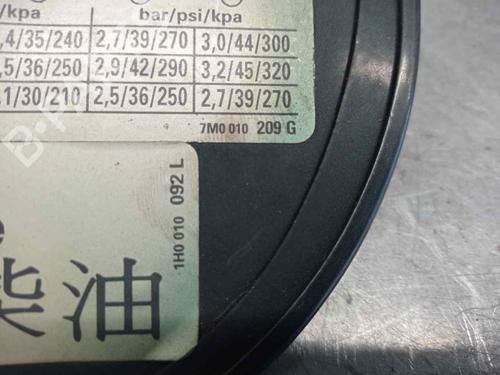 /kpa bar/psi/kpa
,4/35/240 2,7/39/270 3,0/44/300
,5/36/250 2,9/42/290 3,2/45/320
,1/30/210 2,5/36/250 2,7/39/270
7M0 010 209 G
1H0 010 092 L
柴油